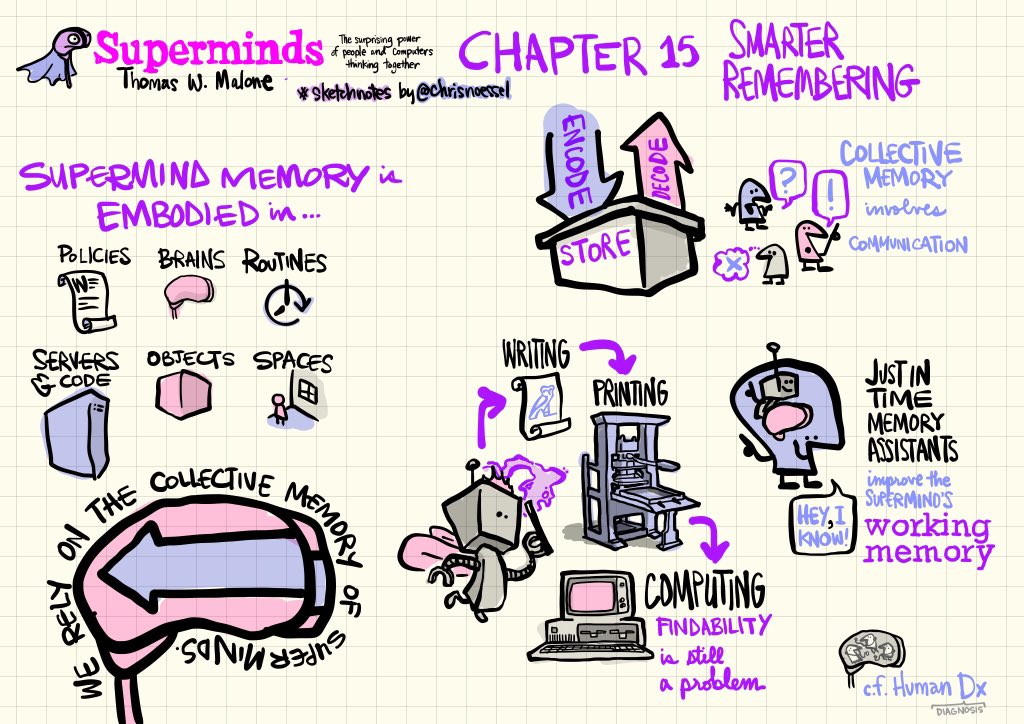 Superminds
Thomas W. Malone
The surprising power
of people and Computers
thinking together
#sketchnotes by @chrisnoessel
CHAPTER 15
SMARTER
REMEMBERING
SUPERMIND MEMORY is
EMBODIED in...
POLICIES
BRAINS
ROUTINES
W
SERVERS
& CODE
OBJECTS
SPACES
WE RELY ON THE COLLECTIVE MEMORY OF SUPERMINDS.
ENCODE
DECODE
STORE
?
!
X
COLLECTIVE
MEMORY
involves
COMMUNICATION
WRITING
PRINTING
COMPUTING
FINDABILITY
is still
a problem
JUST IN
TIME
MEMORY
ASSISTANTS
improve the
SUPERMIND'S
working
memory
HEY, I
KNOW!
c.f. Human Dx
DIAGNOSIS